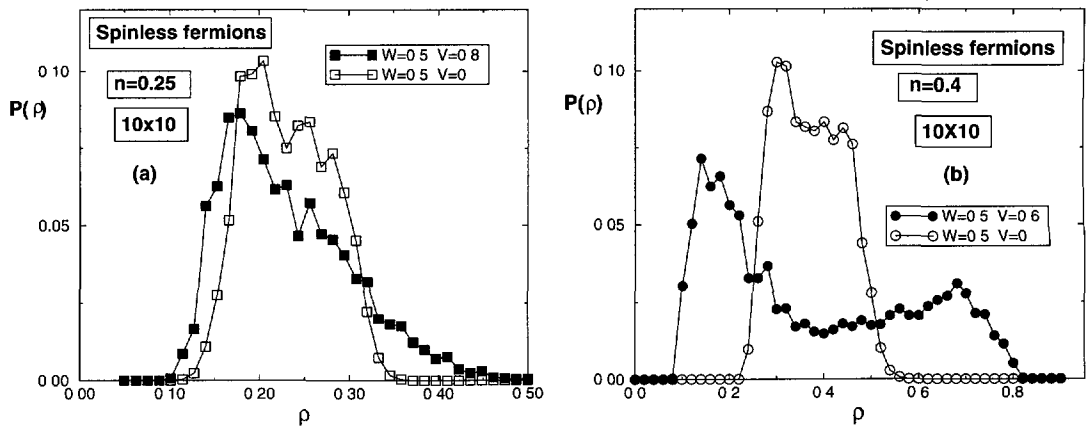 Spinless fermions
W=0 5 V=0 8
W=0 5 V=0
n=0.25
10x10
(a)
P(ρ)
0 10
0 05
0 00
0 00 0 10 0 20 0 30 0 40 0 50
ρ
Spinless fermions
n=0.4
10X10
(b)
W=0 5 V=0 6
W=0 5 V=0
P(ρ)
0 10
0 05
0 00
0 0 0 2 0 4 0 6 0 8
ρ